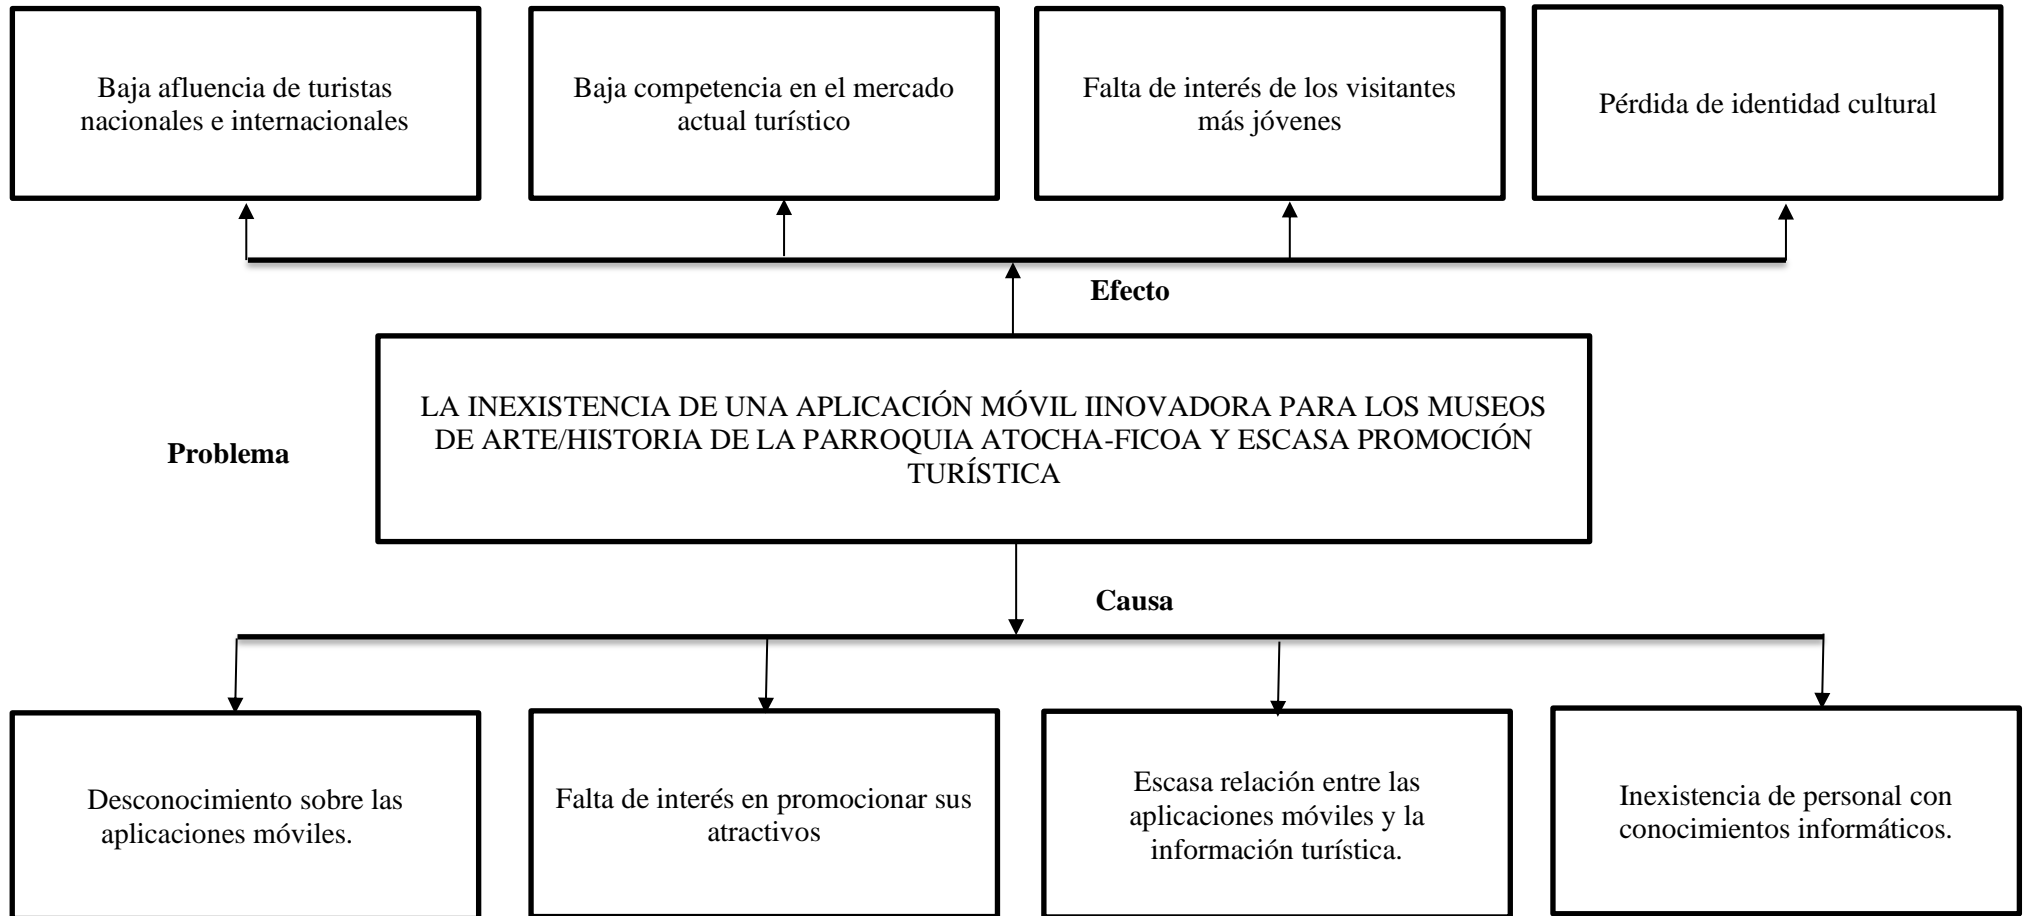 Baja afluencia de turistas
nacionales e internacionales
Baja competencia en el mercado
actual turístico
Falta de interés de los visitantes
más jóvenes
Pérdida de identidad cultural
Efecto
Problema
LA INEXISTENCIA DE UNA APLICACIÓN MÓVIL IINOVADORA PARA LOS MUSEOS
DE ARTE/HISTORIA DE LA PARROQUIA ATOCHA-FICOA Y ESCASA PROMOCIÓN
TURÍSTICA
Causa
Desconocimiento sobre las
aplicaciones móviles.
Falta de interés en promocionar sus
atractivos
Escasa relación entre las
aplicaciones móviles y la
información turística.
Inexistencia de personal con
conocimientos informáticos.